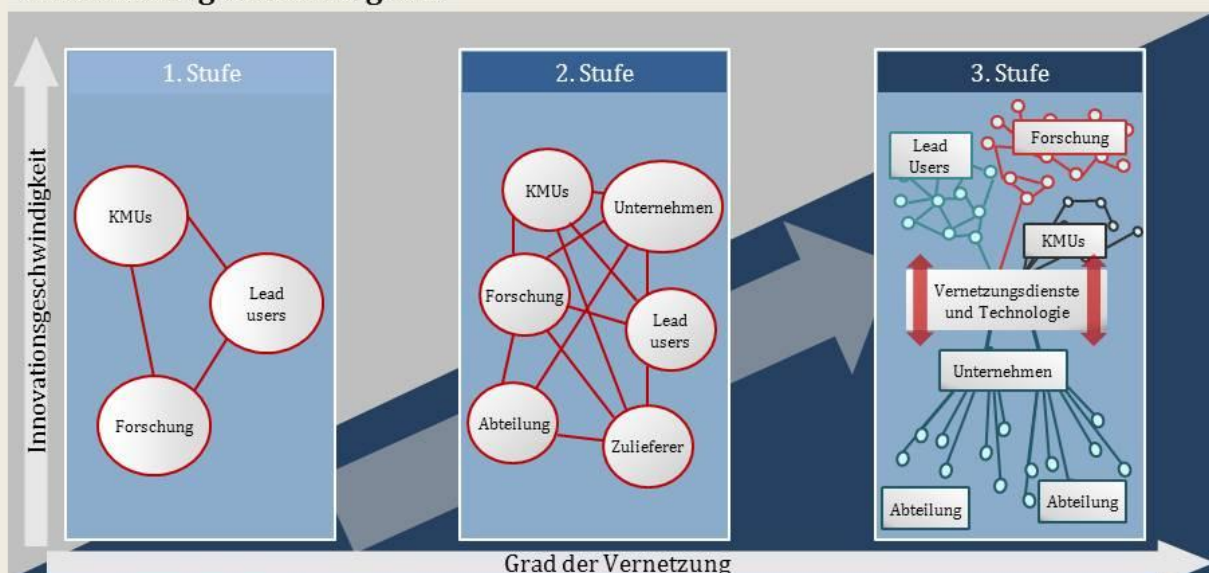 Innovationsgeschwindigkeit
1. Stufe
KMUs
Lead
users
Forschung
2. Stufe
KMUs
Unternehmen
Forschung
Lead
users
Abteilung
Zulieferer
3. Stufe
Lead
Users
Forschung
KMUs
Vernetzungsdienste
und Technologie
Unternehmen
Abteilung
Abteilung
Grad der Vernetzung